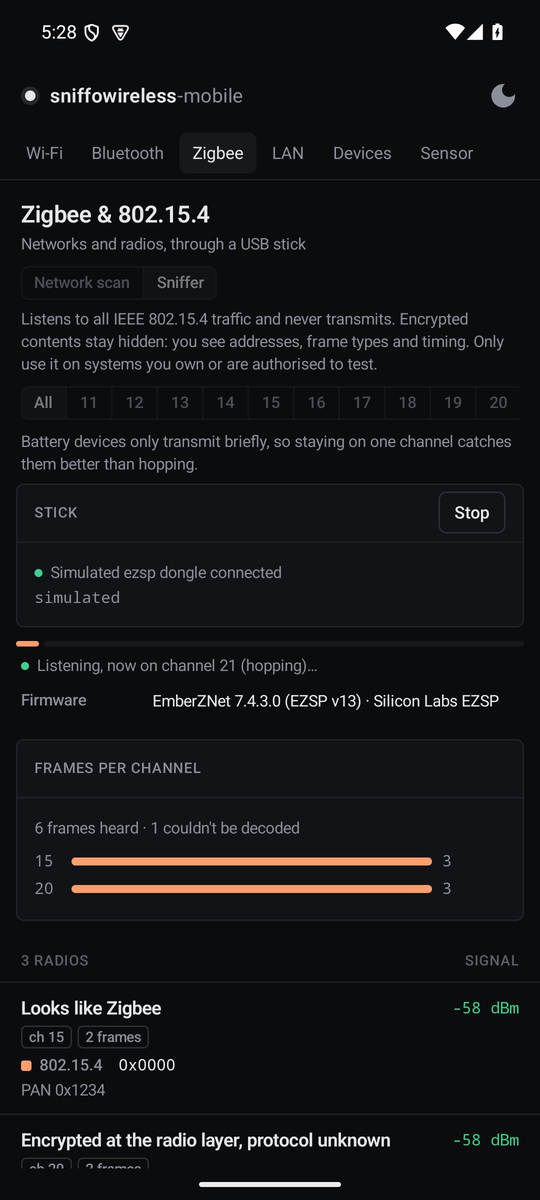 5:28
sniffowireless-mobile
Wi-Fi Bluetooth Zigbee LAN Devices Sensor
Zigbee & 802.15.4
Networks and radios, through a USB stick
Network scan Sniffer
Listens to all IEEE 802.15.4 traffic and never transmits. Encrypted
contents stay hidden: you see addresses, frame types and timing. Only
use it on systems you own or are authorised to test.
All 11 12 13 14 15 16 17 18 19 20
Battery devices only transmit briefly, so staying on one channel catches
them better than hopping.
STICK Stop
Simulated ezsp dongle connected
simulated
Listening, now on channel 21 (hopping)…
Firmware EmberZNet 7.4.3.0 (EZSP v13) · Silicon Labs EZSP
FRAMES PER CHANNEL
6 frames heard · 1 couldn't be decoded
15 3
20 3
3 RADIOS SIGNAL
Looks like Zigbee -58 dBm
ch 15 2 frames
802.15.4 0x0000
PAN 0x1234
Encrypted at the radio layer, protocol unknown -58 dBm
ch 20 2 frames